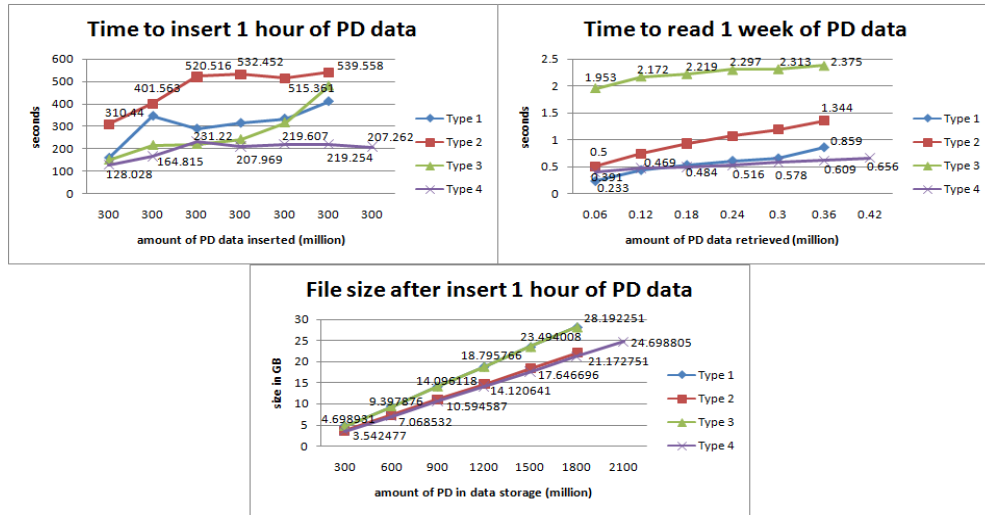 Time to insert 1 hour of PD data
seconds
600
500
400
300
200
100
0
310.44
401.563
520.516
532.452
515.361
539.558
128.028
164.815
231.22
207.969
219.607
219.254
207.262
300 300 300 300 300 300 300
amount of PD data inserted (million)
Type 1
Type 2
Type 3
Type 4
Time to read 1 week of PD data
seconds
2.5
2
1.5
1
0.5
0
1.953
2.172
2.219
2.297
2.313
2.375
1.344
0.859
0.5
0.391
0.233
0.469
0.484
0.516
0.578
0.609
0.656
0.06 0.12 0.18 0.24 0.3 0.36 0.42
amount of PD data retrieved (million)
Type 1
Type 2
Type 3
Type 4
File size after insert 1 hour of PD data
size in GB
30
25
20
15
10
5
0
4.698931
9.397876
14.096118
18.795766
23.494008
28.192251
3.542477
7.068532
10.594587
14.120641
17.646696
21.172751
24.698805
300 600 900 1200 1500 1800 2100
amount of PD in data storage (million)
Type 1
Type 2
Type 3
Type 4